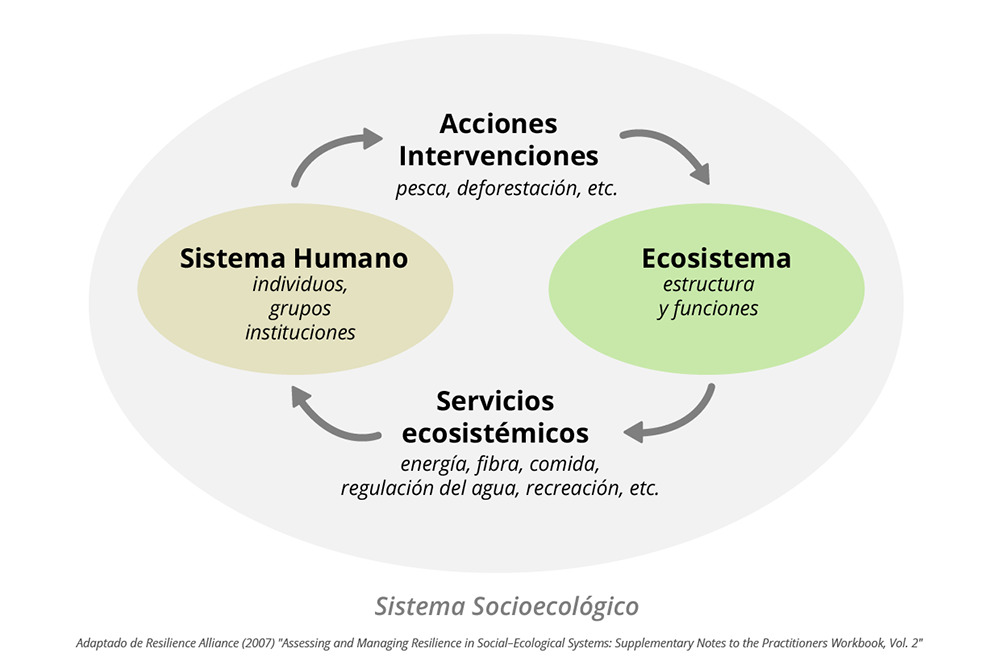 Acciones
Intervenciones
pesca, deforestación, etc.
Sistema Humano
individuos,
grupos
instituciones
Ecosistema
estructura
y funciones
Servicios
ecosistémicos
energía, fibra, comida,
regulación del agua, recreación, etc.
Sistema Socioecológico
Adaptado de Resilience Alliance (2007) "Assessing and Managing Resilience in Social–Ecological Systems: Supplementary Notes to the Practitioners Workbook, Vol. 2"